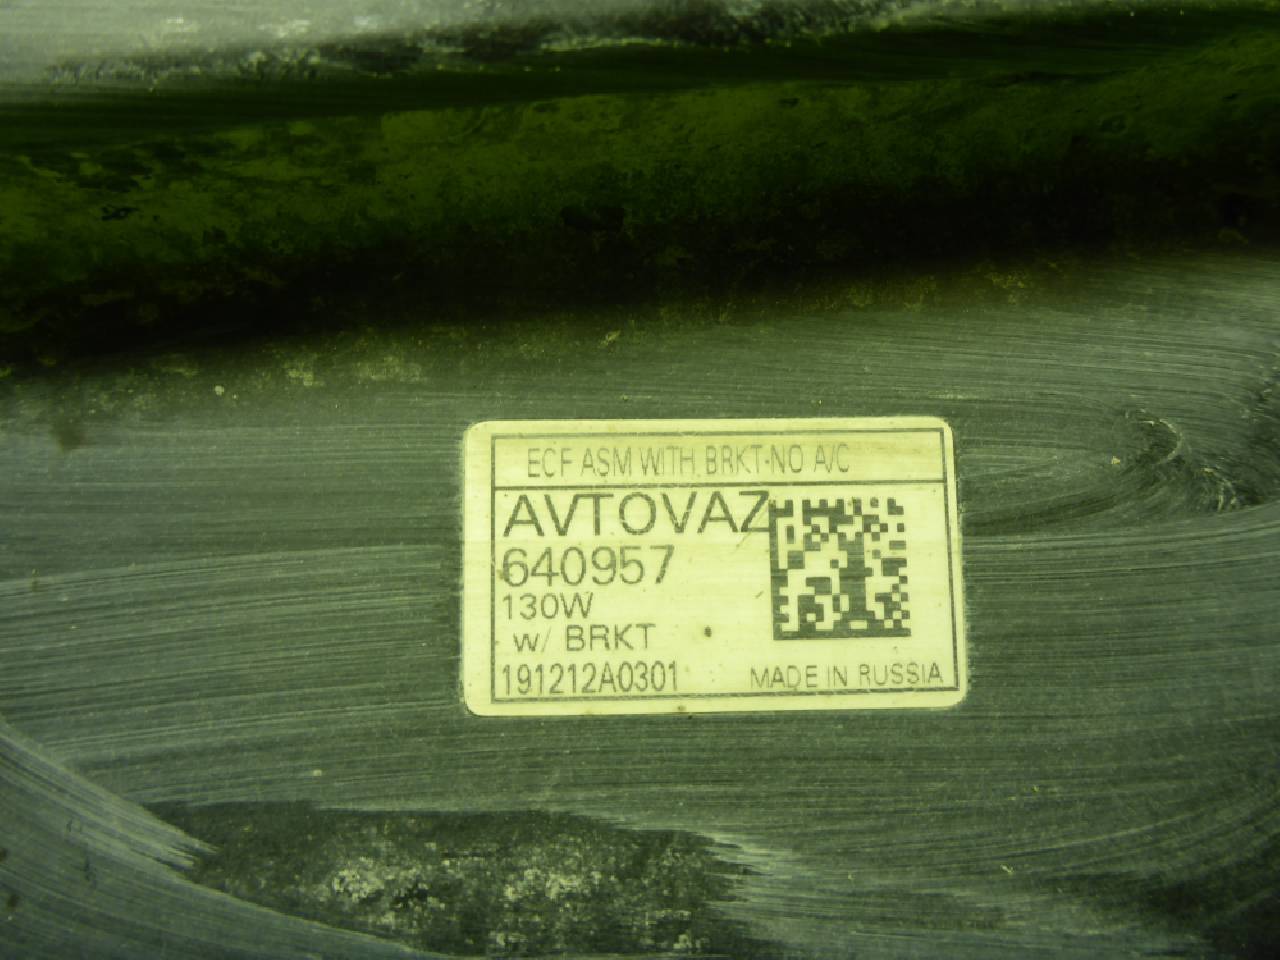 ECF ASM WITH BRKT-NO A/C
AVTOVAZ
640957
130W
w/ BRKT
191212A0301
MADE IN RUSSIA